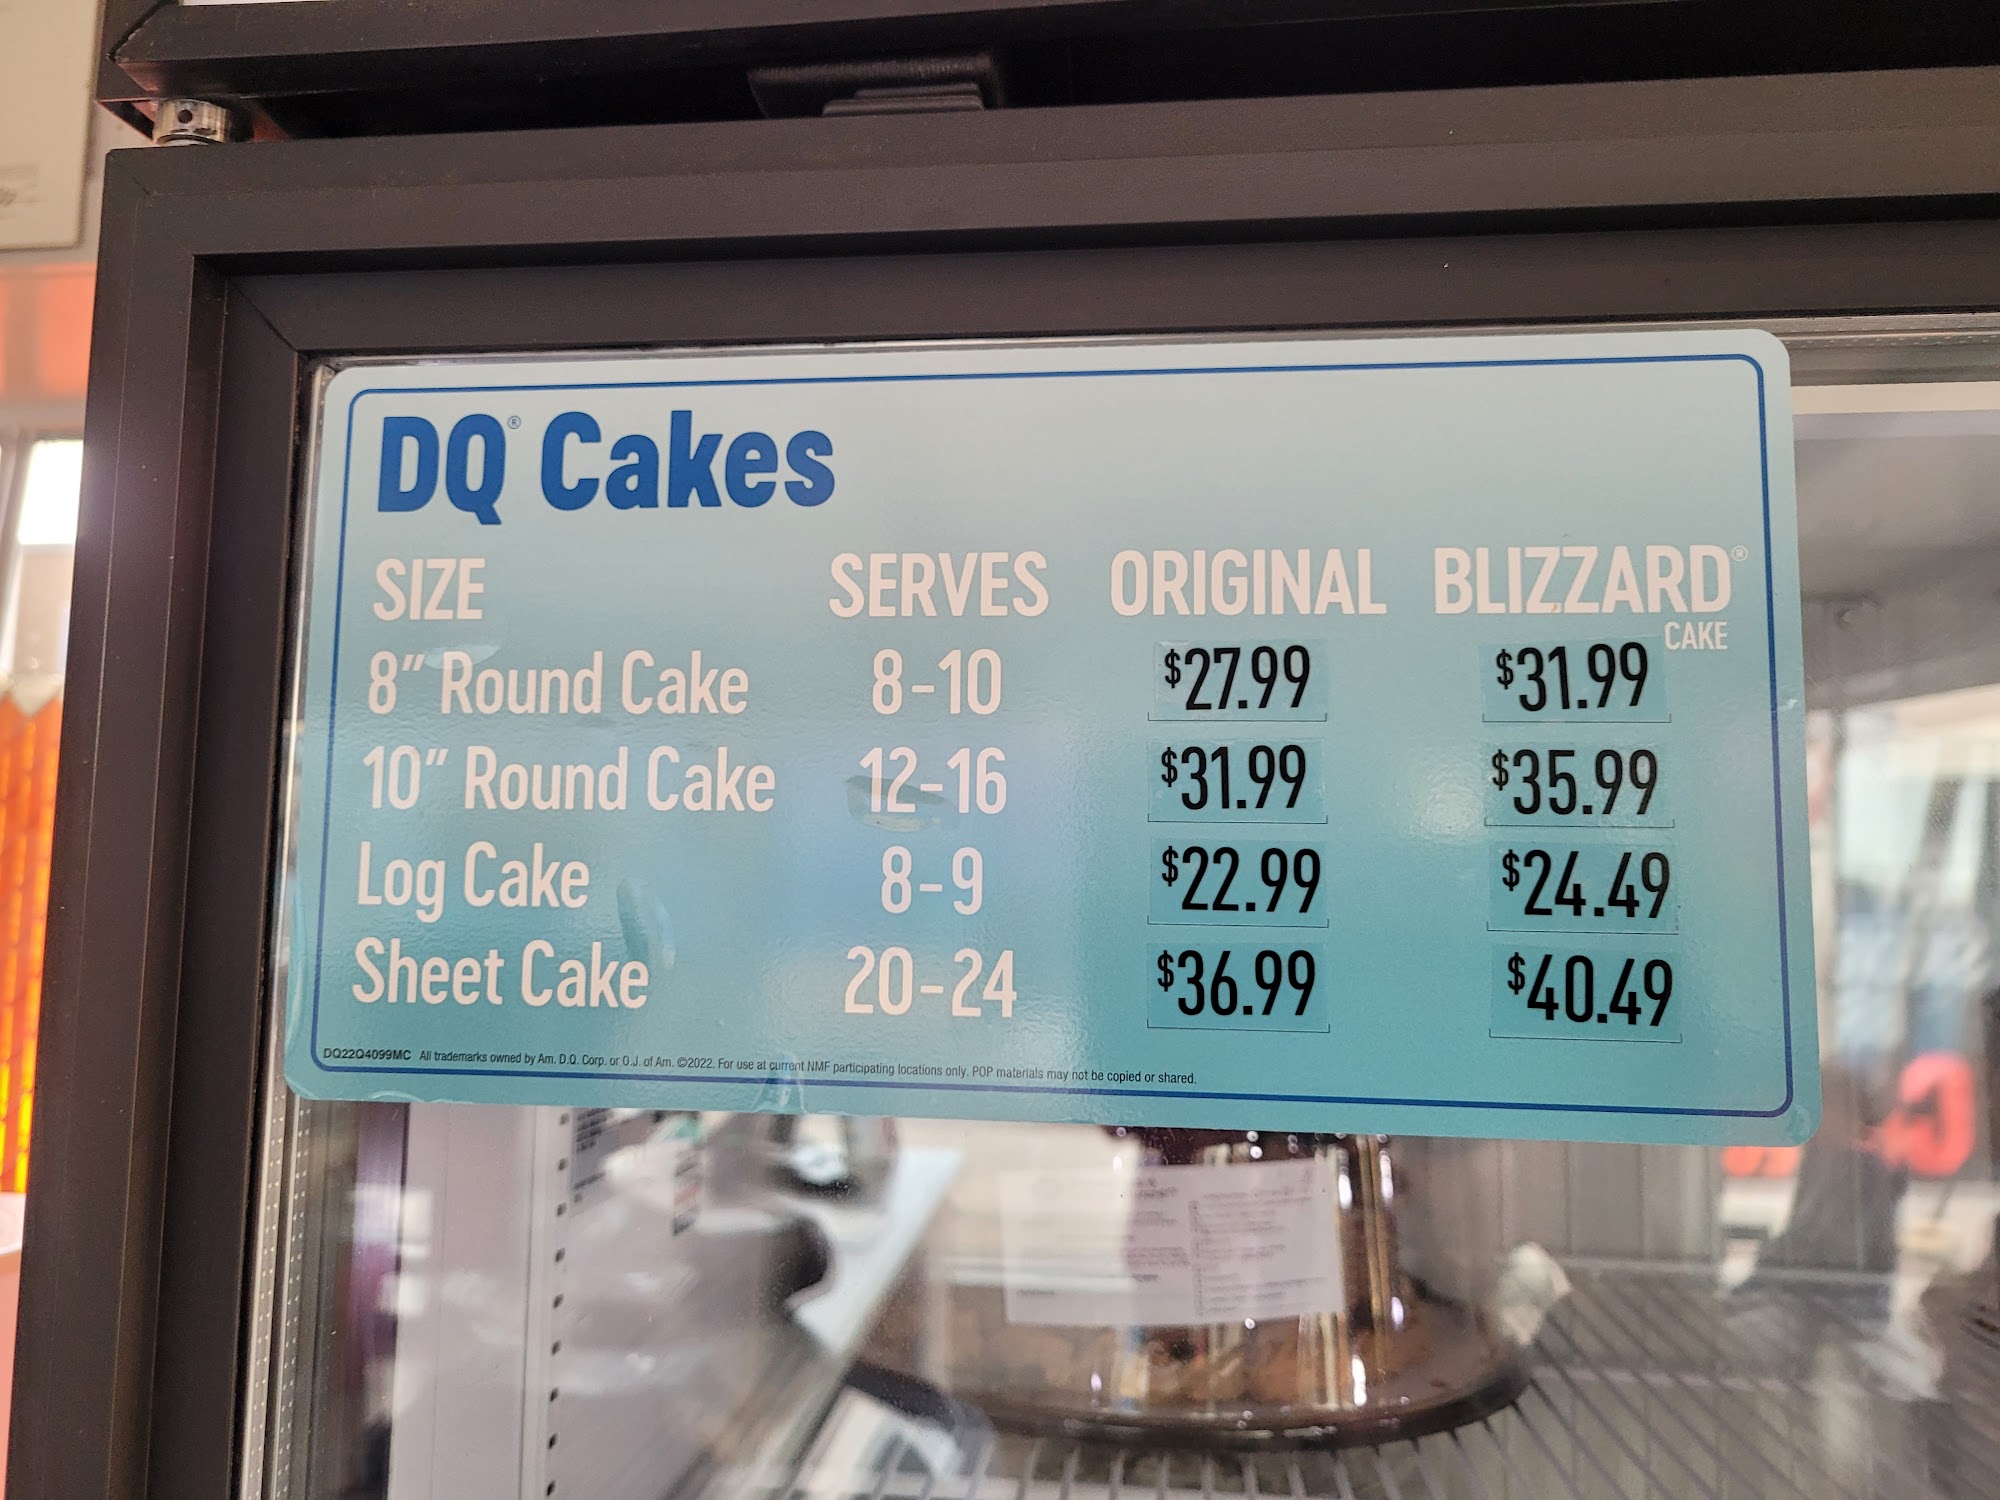 DQ® Cakes
SIZE SERVES ORIGINAL BLIZZARD®
CAKE
8" Round Cake 8-10 $27.99 $31.99
10" Round Cake 12-16 $31.99 $35.99
Log Cake 8-9 $22.99 $24.49
Sheet Cake 20-24 $36.99 $40.49
DQ22Q4099MC All trademarks owned by Am. D.Q. Corp. or O.J. of Am. ©2022. For use at current NMF participating locations only. POP materials may not be copied or shared.